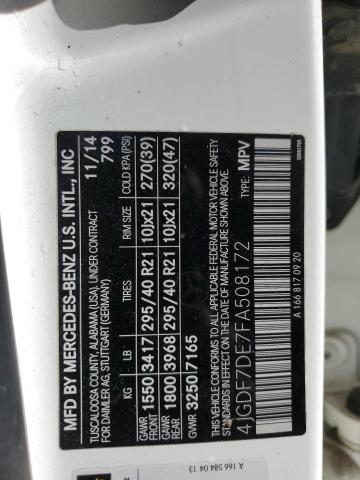 MFD BY MERCEDES-BENZ U.S. INTL., INC
TUSCALOOSA COUNTY, ALABAMA (USA), UNDER CONTRACT 11/14
FOR DAIMLER AG, STUTTGART (GERMANY) 799
KG LB TIRES RIM SIZE COLD KPA (PSI)
GAWR FRONT 1550 3417 295/40 R21 10Jx21 270(39)
GAWR REAR 1800 3968 295/40 R21 10Jx21 320(47)
GVWR 3250 7165
THIS VEHICLE CONFORMS TO ALL APPLICABLE FEDERAL MOTOR VEHICLE SAFETY
STANDARDS IN EFFECT ON THE DATE OF MANUFACTURE SHOWN ABOVE.
4JGDF7DE7FA508172 TYPE: MPV
A 166 817 09 20
A 166 584 04 13